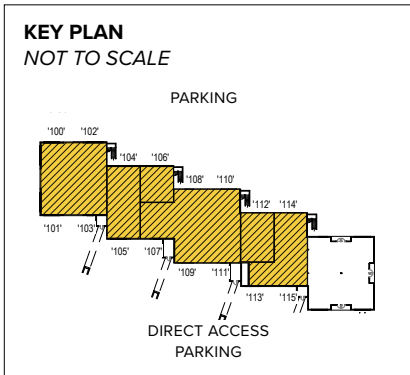 KEY PLAN
NOT TO SCALE
PARKING
'100' '102'
'104' '106'
'108' '110'
'112' '114'
'101' '103'
'105' '107'
'109' '111'
'113' '115'
DIRECT ACCESS
PARKING